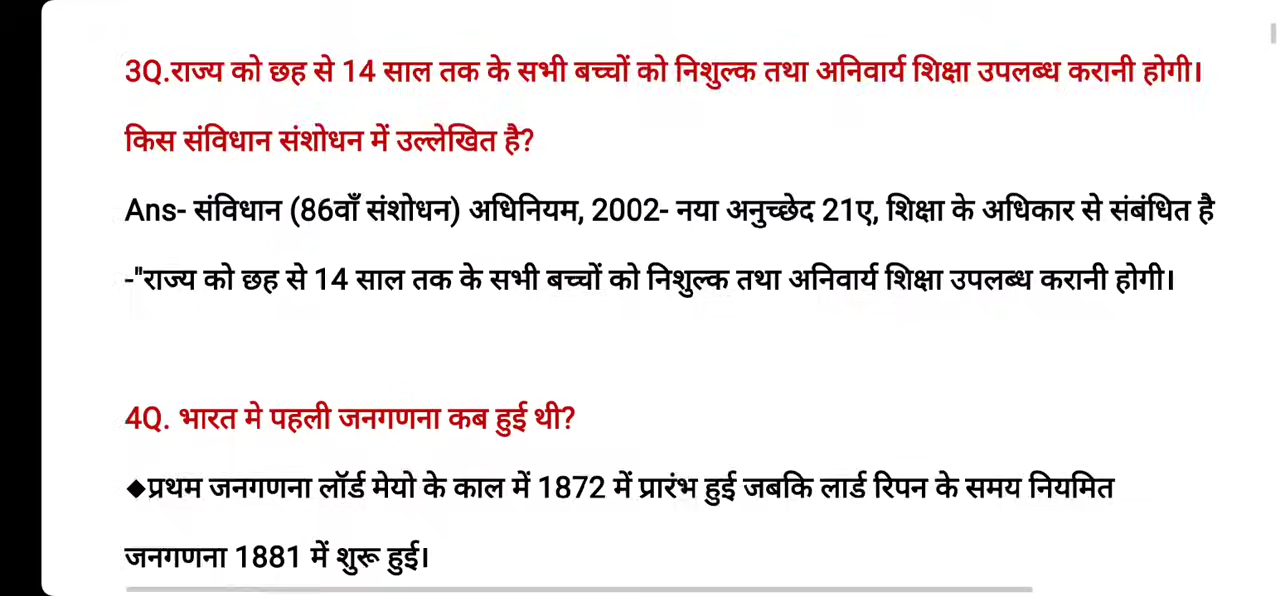 3Q.राज्य को छह से 14 साल तक के सभी बच्चों को निशुल्क तथा अनिवार्य शिक्षा उपलब्ध करानी होगी।
किस संविधान संशोधन में उल्लेखित है?
Ans- संविधान (86वाँ संशोधन) अधिनियम, 2002- नया अनुच्छेद 21ए, शिक्षा के अधिकार से संबंधित है
-"राज्य को छह से 14 साल तक के सभी बच्चों को निशुल्क तथा अनिवार्य शिक्षा उपलब्ध करानी होगी।
4Q. भारत मे पहली जनगणना कब हुई थी?
◆प्रथम जनगणना लॉर्ड मेयो के काल में 1872 में प्रारंभ हुई जबकि लार्ड रिपन के समय नियमित
जनगणना 1881 में शुरू हुई।